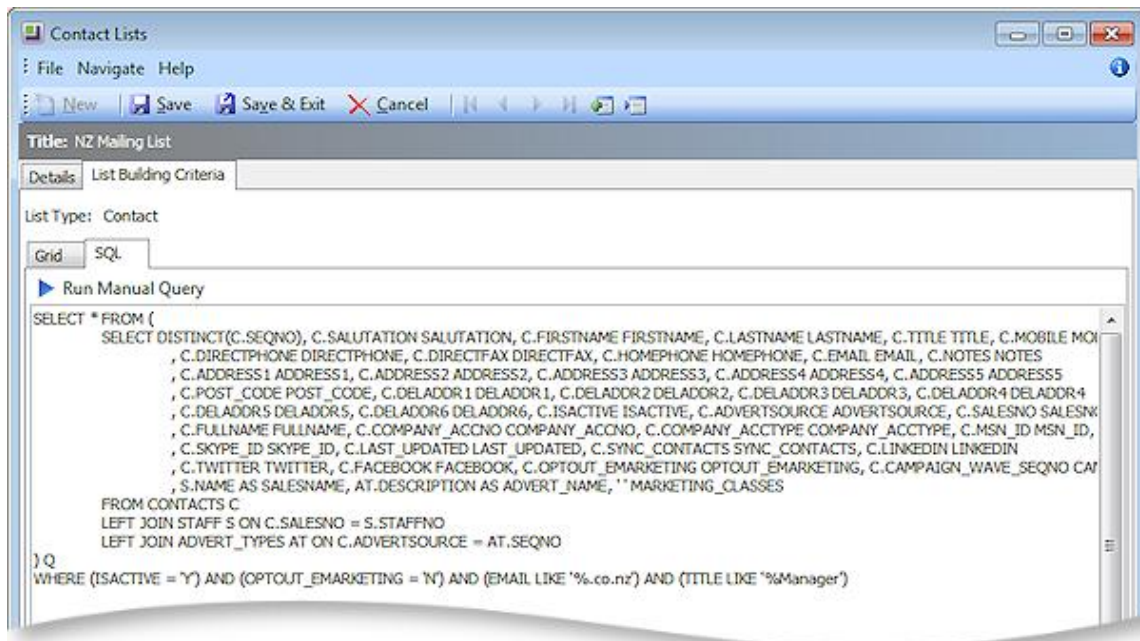 Contact Lists
File Navigate Help
New Save Save & Exit Cancel
Title: NZ Mailing List
Details List Building Criteria
List Type: Contact
Grid SQL
Run Manual Query
SELECT * FROM (
SELECT DISTINCT(C.SEQNO), C.SALUTATION SALUTATION, C.FIRSTNAME FIRSTNAME, C.LASTNAME LASTNAME, C.TITLE TITLE, C.MOBILE
, C.DIRECTPHONE DIRECTPHONE, C.DIRECTFAX DIRECTFAX, C.HOMEPHONE HOMEPHONE, C.EMAIL EMAIL, C.NOTES NOTES
, C.ADDRESS1 ADDRESS1, C.ADDRESS2 ADDRESS2, C.ADDRESS3 ADDRESS3, C.ADDRESS4 ADDRESS4, C.ADDRESS5 ADDRESS5
, C.POST_CODE POST_CODE, C.DELADDR1 DELADDR1, C.DELADDR2 DELADDR2, C.DELADDR3 DELADDR3, C.DELADDR4 DELADDR4
, C.DELADDR5 DELADDR5, C.DELADDR6 DELADDR6, C.ISACTIVE ISACTIVE, C.ADVERTSOURCE ADVERTSOURCE, C.SALESNO
, C.FULLNAME FULLNAME, C.COMPANY_ACCNO COMPANY_ACCNO, C.COMPANY_ACCTYPE COMPANY_ACCTYPE, C.MSN_ID MSN_ID,
, C.SKYPE_ID SKYPE_ID, C.LAST_UPDATED LAST_UPDATED, C.SYNC_CONTACTS SYNC_CONTACTS, C.LINKEDIN LINKEDIN
, C.TWITTER TWITTER, C.FACEBOOK FACEBOOK, C.OPTOUT_EMARKETING OPTOUT_EMARKETING, C.CAMPAIGN_WAVE_SEQNO
, S.NAME AS SALESNAME, AT.DESCRIPTION AS ADVERT_NAME, ' ' MARKETING_CLASSES
FROM CONTACTS C
LEFT JOIN STAFF S ON C.SALESNO = S.STAFFNO
LEFT JOIN ADVERT_TYPES AT ON C.ADVERTSOURCE = AT.SEQNO
) Q
WHERE (ISACTIVE = 'Y') AND (OPTOUT_EMARKETING = 'N') AND (EMAIL LIKE '%.co.nz') AND (TITLE LIKE '%Manager')